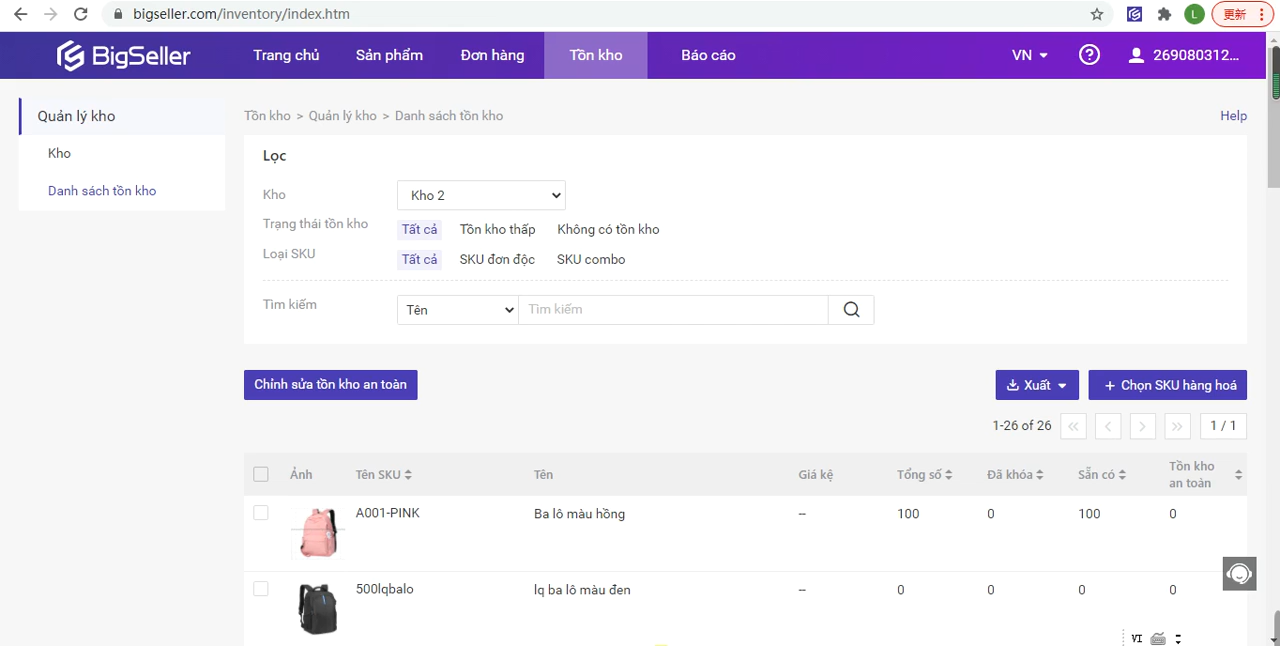 bigseller.com/inventory/index.htm
L
更新
BigSeller
Trang chủ
Sản phẩm
Đơn hàng
Tồn kho
Báo cáo
VN
269080312...
Quản lý kho
Kho
Danh sách tồn kho
Tồn kho > Quản lý kho > Danh sách tồn kho
Help
Lọc
Kho
Kho 2
Trạng thái tồn kho
Tất cả
Tồn kho thấp
Không có tồn kho
Loại SKU
Tất cả
SKU đơn độc
SKU combo
Tìm kiếm
Tên
Tìm kiếm
Chỉnh sửa tồn kho an toàn
Xuất
+ Chọn SKU hàng hoá
1-26 of 26
<<
<
>
>>
1 / 1
Ảnh
Tên SKU
Tên
Giá kệ
Tổng số
Đã khóa
Sẵn có
Tồn kho
an toàn
A001-PINK
Ba lô màu hồng
--
100
0
100
0
500lqbalo
lq ba lô màu đen
--
0
0
0
0
VI